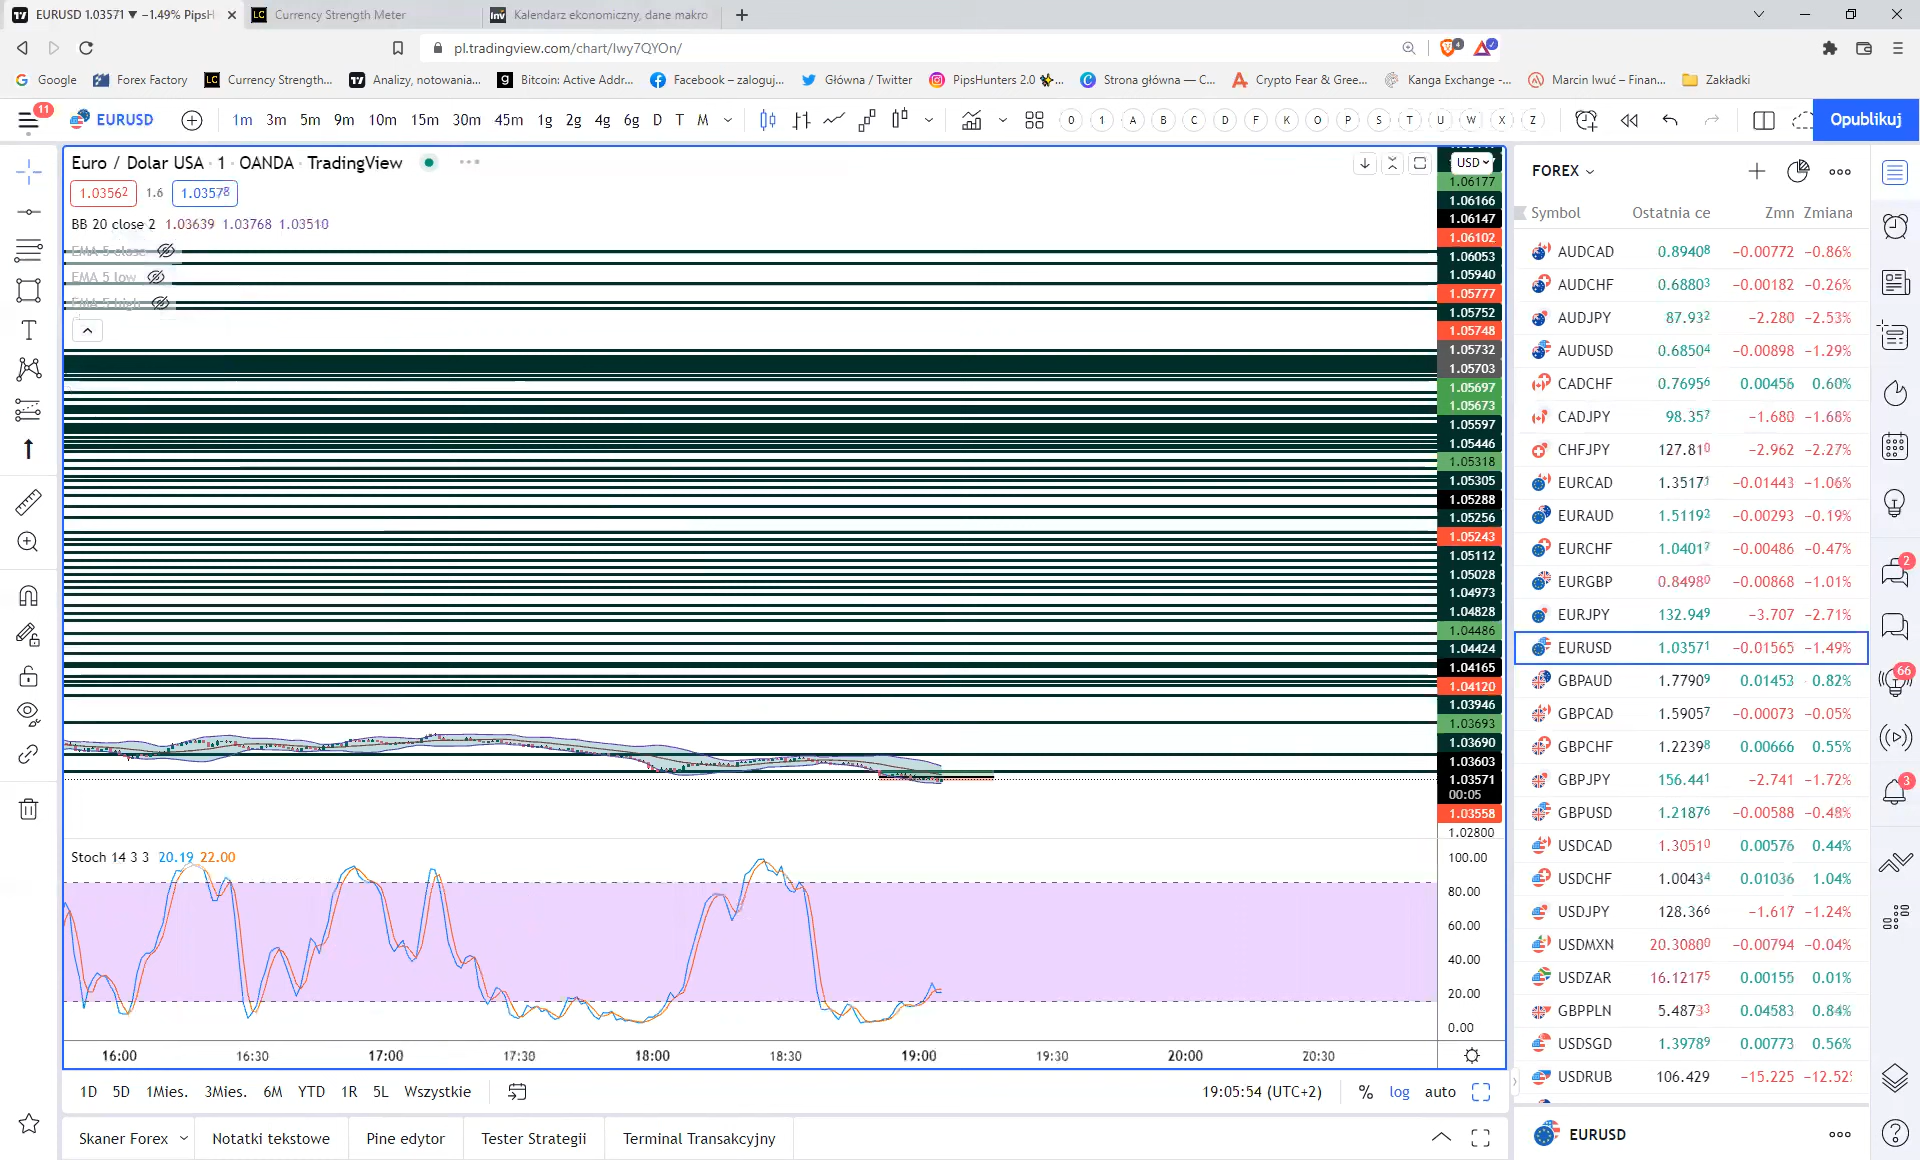 EURUSD 1.03571 ▼ −1.49% PipsH
Currency Strength Meter
Kalendarz ekonomiczny, dane makro
pl.tradingview.com/chart/Iwy7QYOn/
Google
Forex Factory
Currency Strength...
Analizy, notowania...
Bitcoin: Active Addr...
Facebook – zaloguj...
Główna / Twitter
PipsHunters 2.0
Strona główna — C...
Crypto Fear & Gree...
Kanga Exchange -...
Marcin Iwuć – Finan...
Zakładki
11
EURUSD
1m 3m 5m 9m 10m 15m 30m 45m 1g 2g 4g 6g D T M
0 1 A B C D F K O P S T U W X Z
Opublikuj
Euro / Dolar USA · 1 · OANDA · TradingView
1.03562 1.6 1.03578
BB 20 close 2 1.03639 1.03768 1.03510
EMA 5 close
EMA 5 low
EMA 5 high
USD
1.06177
1.06166
1.06147
1.06102
1.06053
1.05940
1.05777
1.05752
1.05748
1.05732
1.05703
1.05697
1.05673
1.05597
1.05446
1.05318
1.05305
1.05288
1.05256
1.05243
1.05112
1.05028
1.04973
1.04828
1.04486
1.04424
1.04165
1.04120
1.03946
1.03693
1.03690
1.03603
1.03571
00:05
1.03558
1.02800
Stoch 14 3 3 20.19 22.00
100.00
80.00
60.00
40.00
20.00
0.00
16:00 16:30 17:00 17:30 18:00 18:30 19:00 19:30 20:00 20:30
1D 5D 1Mies. 3Mies. 6M YTD 1R 5L Wszystkie
19:05:54 (UTC+2) % log auto
Skaner Forex Notatki tekstowe Pine edytor Tester Strategii Terminal Transakcyjny
FOREX
Symbol Ostatnia ce Zmn Zmiana
AUDCAD 0.89408 −0.00772 −0.86%
AUDCHF 0.68803 −0.00182 −0.26%
AUDJPY 87.932 −2.280 −2.53%
AUDUSD 0.68504 −0.00898 −1.29%
CADCHF 0.76956 0.00456 0.60%
CADJPY 98.357 −1.680 −1.68%
CHFJPY 127.810 −2.962 −2.27%
EURCAD 1.35171 −0.01443 −1.06%
EURAUD 1.51192 −0.00293 −0.19%
EURCHF 1.04017 −0.00486 −0.47%
EURGBP 0.84980 −0.00868 −1.01%
EURJPY 132.949 −3.707 −2.71%
EURUSD 1.03571 −0.01565 −1.49%
GBPAUD 1.77909 0.01453 0.82%
GBPCAD 1.59057 −0.00073 −0.05%
GBPCHF 1.22398 0.00666 0.55%
GBPJPY 156.441 −2.741 −1.72%
GBPUSD 1.21876 −0.00588 −0.48%
USDCAD 1.30510 0.00576 0.44%
USDCHF 1.00434 0.01036 1.04%
USDJPY 128.366 −1.617 −1.24%
USDMXN 20.30800 −0.00794 −0.04%
USDZAR 16.12175 0.00155 0.01%
GBPPLN 5.48733 0.04583 0.84%
USDSGD 1.39789 0.00773 0.56%
USDRUB 106.429 −15.225 −12.52
EURUSD
2
66
3